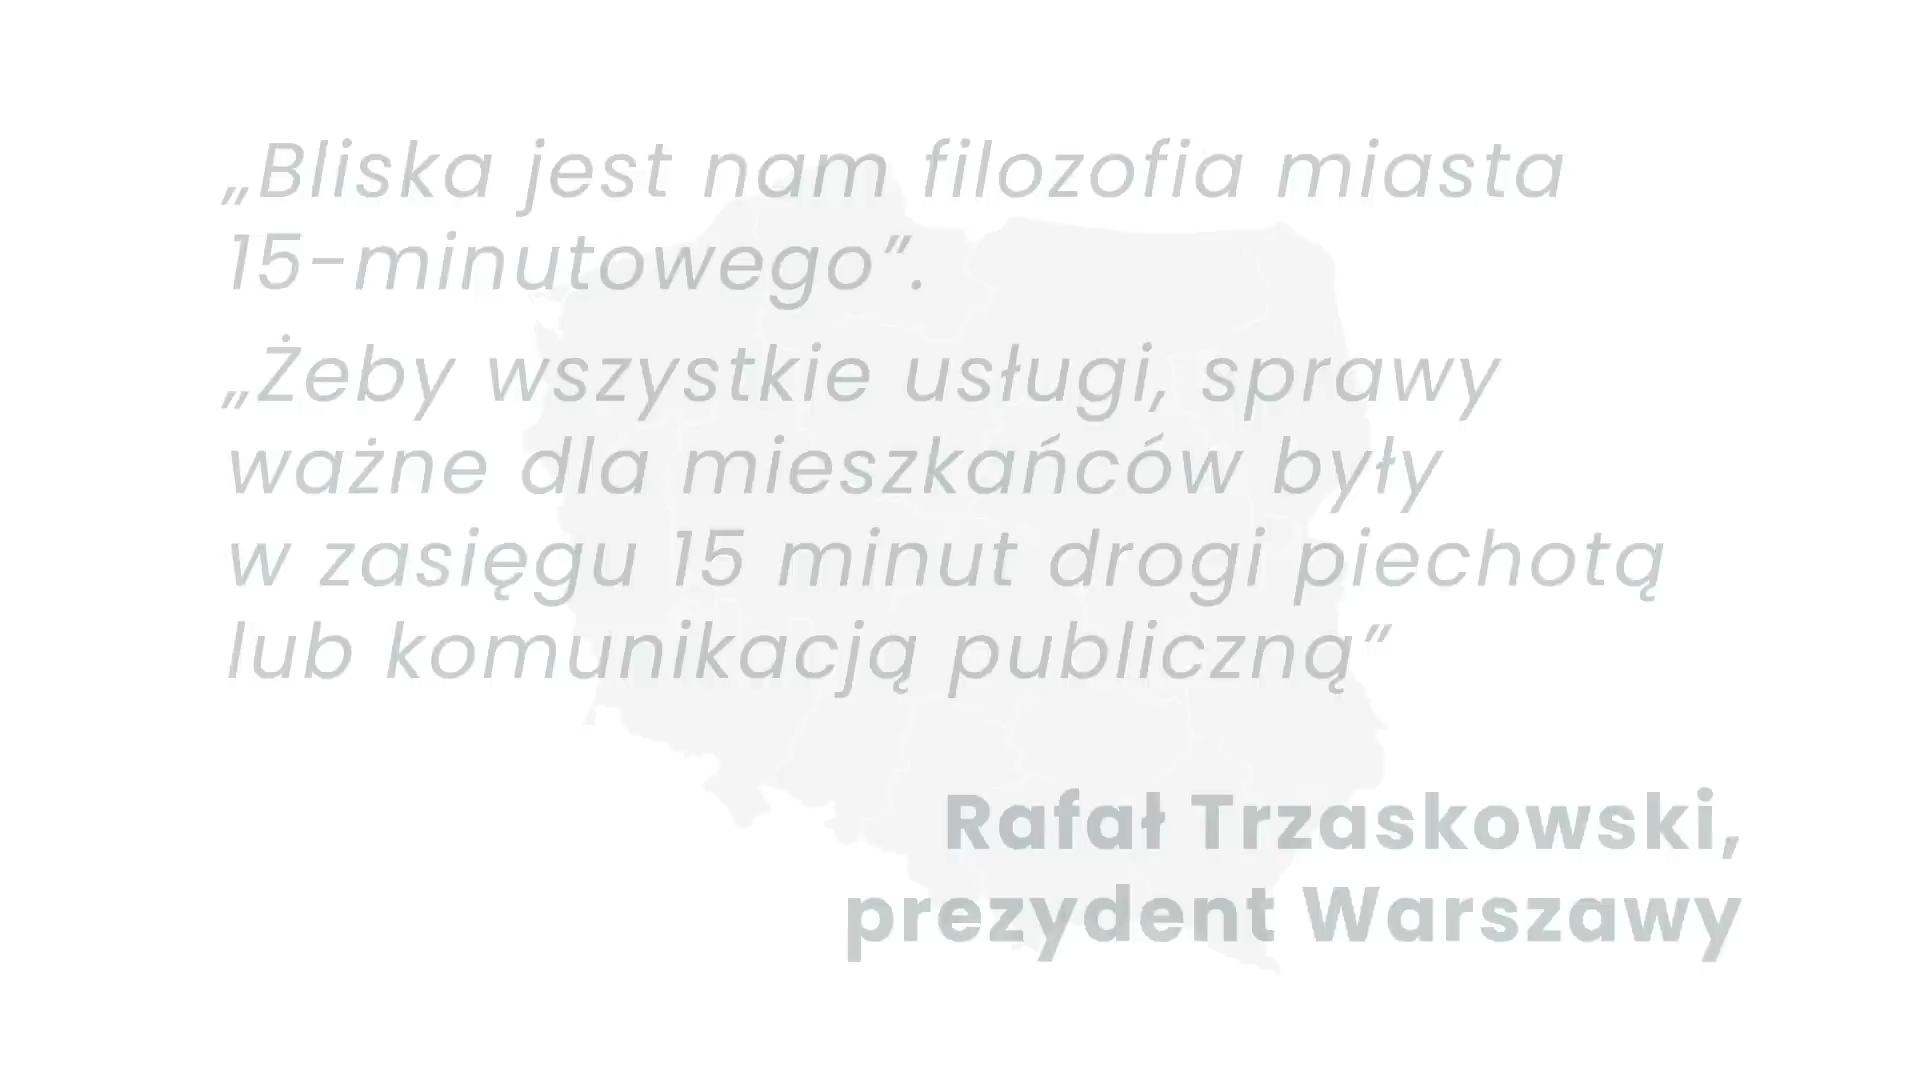 „Bliska jest nam filozofia miasta
15-minutowego”.
„Żeby wszystkie usługi, sprawy
ważne dla mieszkańców były
w zasięgu 15 minut drogi piechotą
lub komunikacją publiczną”
Rafał Trzaskowski,
prezydent Warszawy